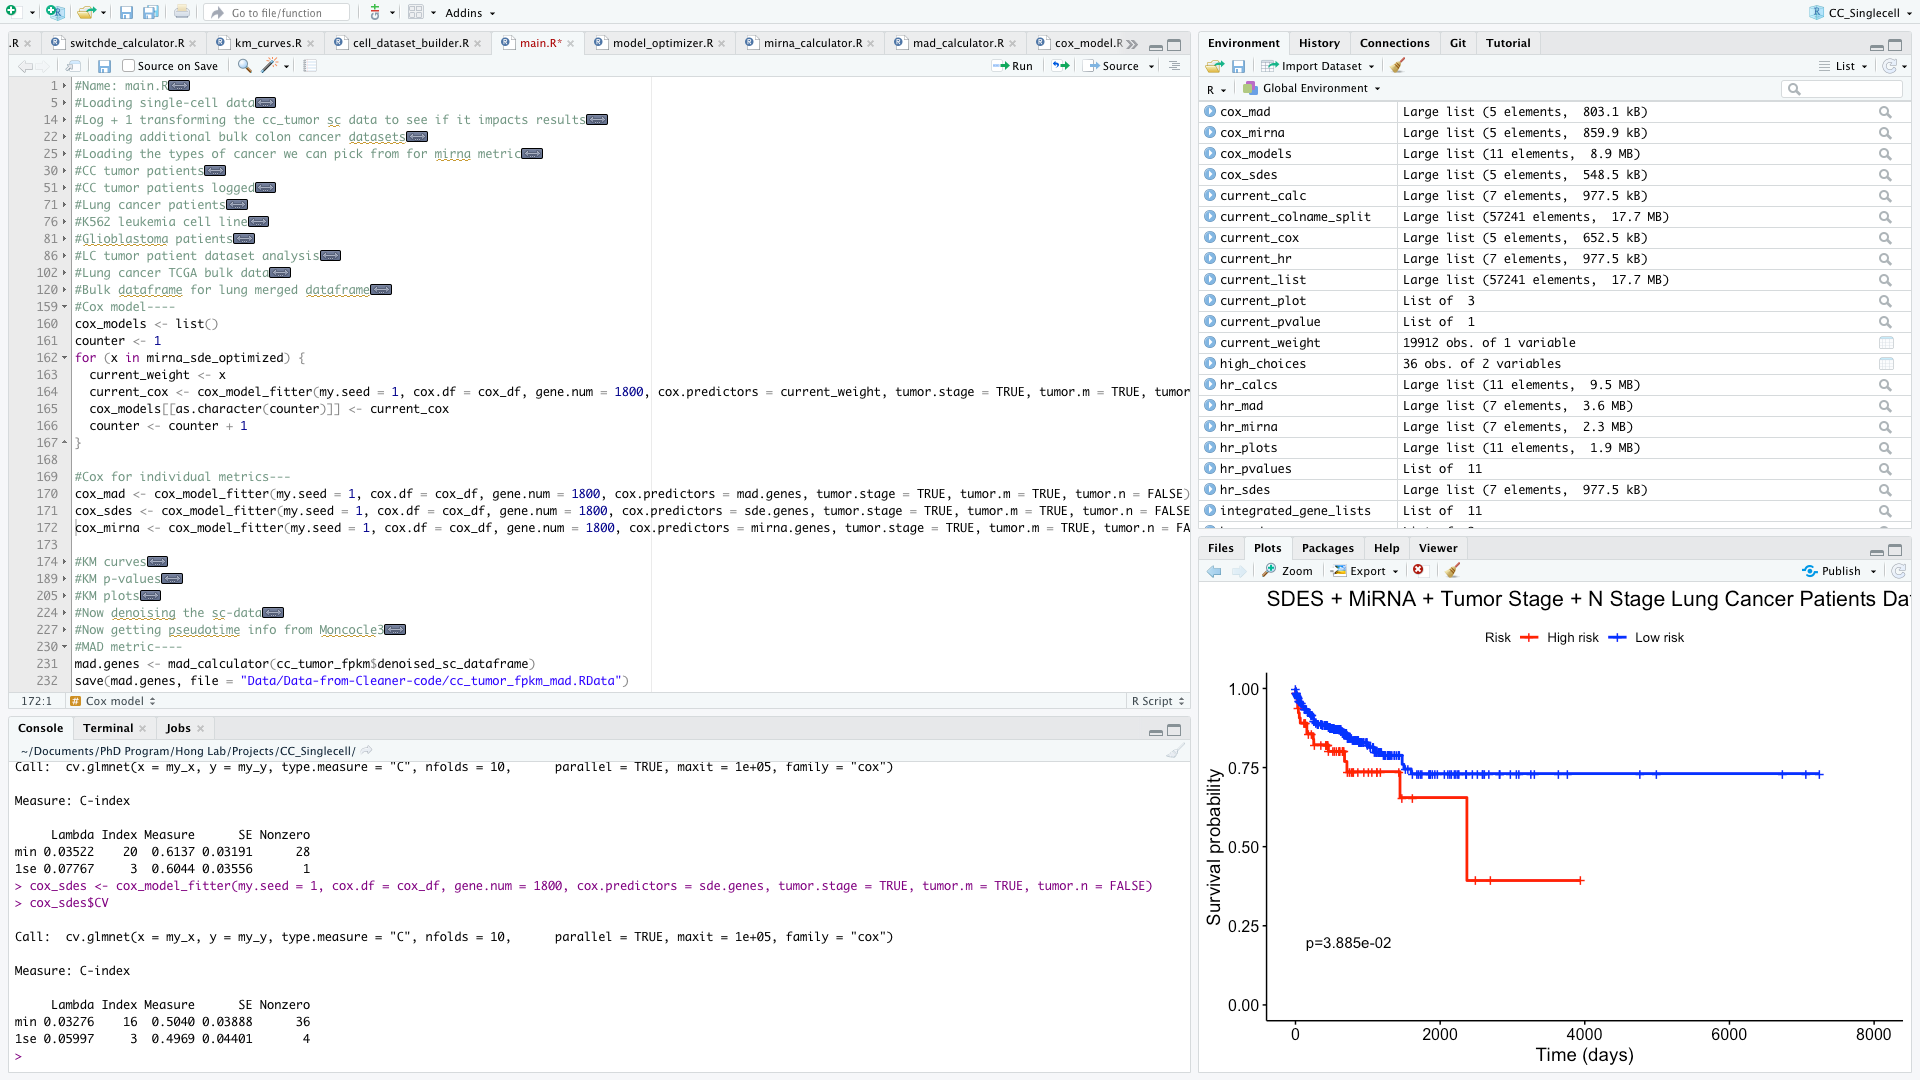 Go to file/function
Addins
CC_Singlecell
.R
switchde_calculator.R
km_curves.R
cell_dataset_builder.R
main.R*
model_optimizer.R
mirna_calculator.R
mad_calculator.R
cox_model.R
Source on Save
Run
Source
1 #Name: main.R
5 #Loading single-cell data
14 #Log + 1 transforming the cc_tumor sc data to see if it impacts results
22 #Loading additional bulk colon cancer datasets
25 #Loading the types of cancer we can pick from for mirna metric
30 #CC tumor patients
51 #CC tumor patients logged
71 #Lung cancer patients
76 #K562 leukemia cell line
81 #Glioblastoma patients
86 #LC tumor patient dataset analysis
102 #Lung cancer TCGA bulk data
120 #Bulk dataframe for lung merged dataframe
159 #Cox model----
160 cox_models <- list()
161 counter <- 1
162 for (x in mirna_sde_optimized) {
163 current_weight <- x
164 current_cox <- cox_model_fitter(my.seed = 1, cox.df = cox_df, gene.num = 1800, cox.predictors = current_weight, tumor.stage = TRUE, tumor.m = TRUE, tumor
165 cox_models[[as.character(counter)]] <- current_cox
166 counter <- counter + 1
167 }
168
169 #Cox for individual metrics---
170 cox_mad <- cox_model_fitter(my.seed = 1, cox.df = cox_df, gene.num = 1800, cox.predictors = mad.genes, tumor.stage = TRUE, tumor.m = TRUE, tumor.n = FALSE)
171 cox_sdes <- cox_model_fitter(my.seed = 1, cox.df = cox_df, gene.num = 1800, cox.predictors = sde.genes, tumor.stage = TRUE, tumor.m = TRUE, tumor.n = FALSE
172 cox_mirna <- cox_model_fitter(my.seed = 1, cox.df = cox_df, gene.num = 1800, cox.predictors = mirna.genes, tumor.stage = TRUE, tumor.m = TRUE, tumor.n = FA
173
174 #KM curves
189 #KM p-values
205 #KM plots
224 #Now denoising the sc-data
227 #Now getting pseudotime info from Moncocle3
230 #MAD metric----
231 mad.genes <- mad_calculator(cc_tumor_fpkm$denoised_sc_dataframe)
232 save(mad.genes, file = "Data/Data-from-Cleaner-code/cc_tumor_fpkm_mad.RData")
172:1 # Cox model
R Script
Console Terminal Jobs
~/Documents/PhD Program/Hong Lab/Projects/CC_Singlecell/
Call: cv.glmnet(x = my_x, y = my_y, type.measure = "C", nfolds = 10, parallel = TRUE, maxit = 1e+05, family = "cox")
Measure: C-index
Lambda Index Measure SE Nonzero
min 0.03522 20 0.6137 0.03191 28
1se 0.07767 3 0.6044 0.03556 1
> cox_sdes <- cox_model_fitter(my.seed = 1, cox.df = cox_df, gene.num = 1800, cox.predictors = sde.genes, tumor.stage = TRUE, tumor.m = TRUE, tumor.n = FALSE)
> cox_sdes$CV
Call: cv.glmnet(x = my_x, y = my_y, type.measure = "C", nfolds = 10, parallel = TRUE, maxit = 1e+05, family = "cox")
Measure: C-index
Lambda Index Measure SE Nonzero
min 0.03276 16 0.5040 0.03888 36
1se 0.05997 3 0.4969 0.04401 4
>
Environment History Connections Git Tutorial
Import Dataset
List
R Global Environment
cox_mad Large list (5 elements, 803.1 kB)
cox_mirna Large list (5 elements, 859.9 kB)
cox_models Large list (11 elements, 8.9 MB)
cox_sdes Large list (5 elements, 548.5 kB)
current_calc Large list (7 elements, 977.5 kB)
current_colname_split Large list (57241 elements, 17.7 MB)
current_cox Large list (5 elements, 652.5 kB)
current_hr Large list (7 elements, 977.5 kB)
current_list Large list (57241 elements, 17.7 MB)
current_plot List of 3
current_pvalue List of 1
current_weight 19912 obs. of 1 variable
high_choices 36 obs. of 2 variables
hr_calcs Large list (11 elements, 9.5 MB)
hr_mad Large list (7 elements, 3.6 MB)
hr_mirna Large list (7 elements, 2.3 MB)
hr_plots Large list (11 elements, 1.9 MB)
hr_pvalues List of 11
hr_sdes Large list (7 elements, 977.5 kB)
integrated_gene_lists List of 11
Files Plots Packages Help Viewer
Zoom Export Publish
SDES + MiRNA + Tumor Stage + N Stage Lung Cancer Patients Dat
Risk High risk Low risk
Survival probability
1.00
0.75
0.50
0.25
0.00
p=3.885e-02
0 2000 4000 6000 8000
Time (days)